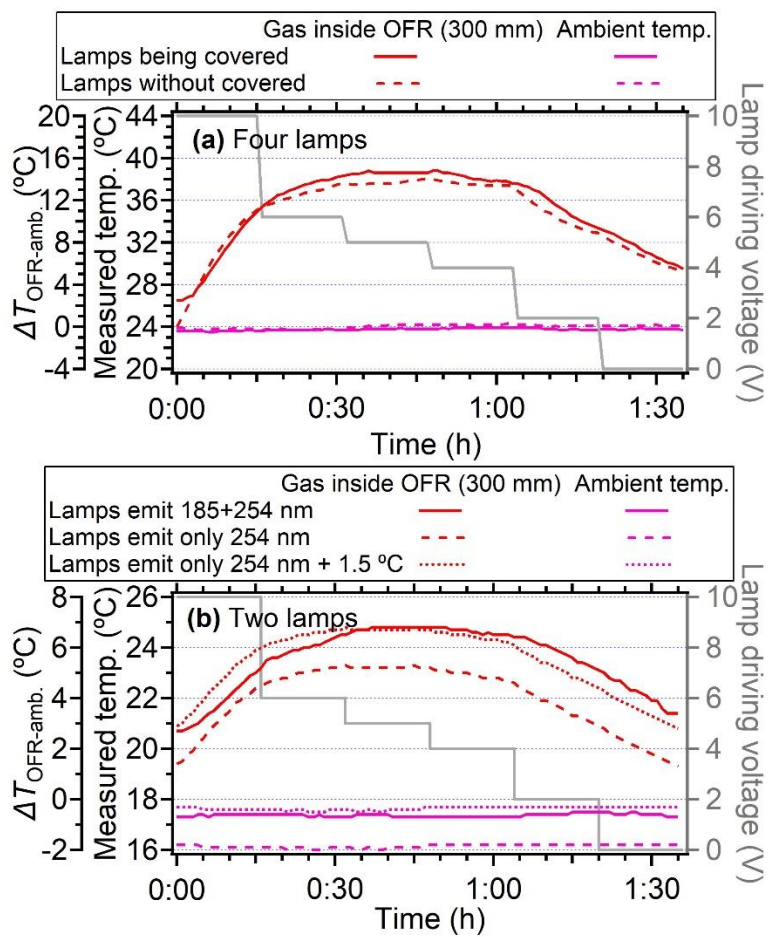 Gas inside OFR (300 mm) Ambient temp.
Lamps being covered
Lamps without covered
(a) Four lamps
ΔT OFR-amb. (ºC)
20
16
12
8
4
0
-4
Measured temp. (ºC)
44
40
36
32
28
24
20
Lamp driving voltage (V)
10
8
6
4
2
0
0:00 0:30 1:00 1:30
Time (h)
Gas inside OFR (300 mm) Ambient temp.
Lamps emit 185+254 nm
Lamps emit only 254 nm
Lamps emit only 254 nm + 1.5 ºC
(b) Two lamps
ΔT OFR-amb. (ºC)
8
6
4
2
0
-2
Measured temp. (ºC)
26
24
22
20
18
16
Lamp driving voltage (V)
10
8
6
4
2
0
0:00 0:30 1:00 1:30
Time (h)